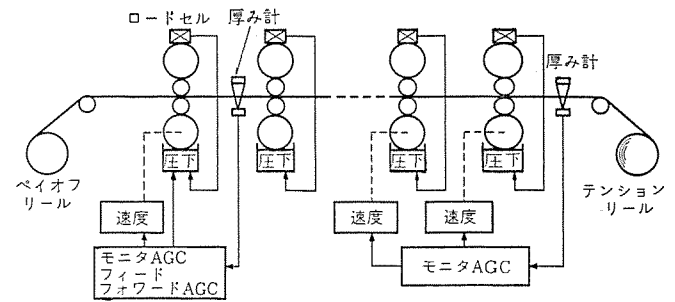 ロードセル
厚み計
厚み計
圧下
圧下
圧下
圧下
ペイオフ
リール
テンション
リール
速度
速度
速度
モニタAGC
フィード
フォワードAGC
モニタAGC